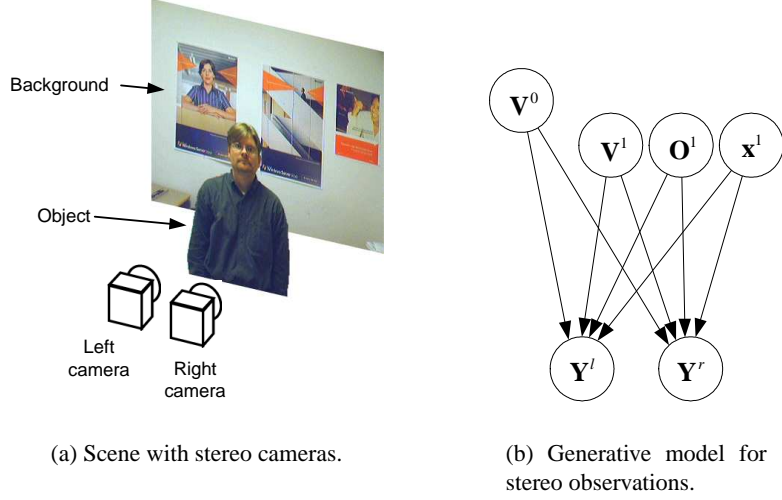 Background
Object
Left
camera
Right
camera
V⁰
V¹
O¹
x¹
Yˡ
Yʳ
(a) Scene with stereo cameras.
(b) Generative model for
stereo observations.